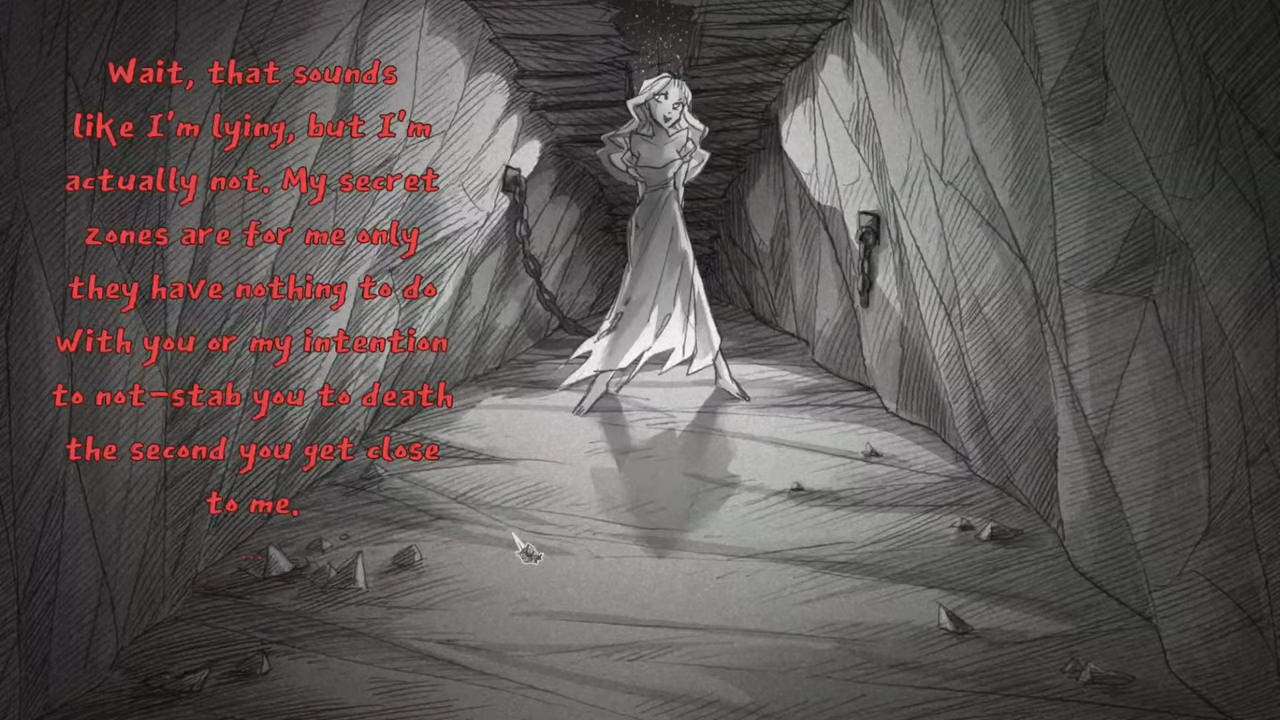 Wait, that sounds
like I'm lying, but I'm
actually not. My secret
zones are for me only
they have nothing to do
with you or my intention
to not-stab you to death
the second you get close
to me.